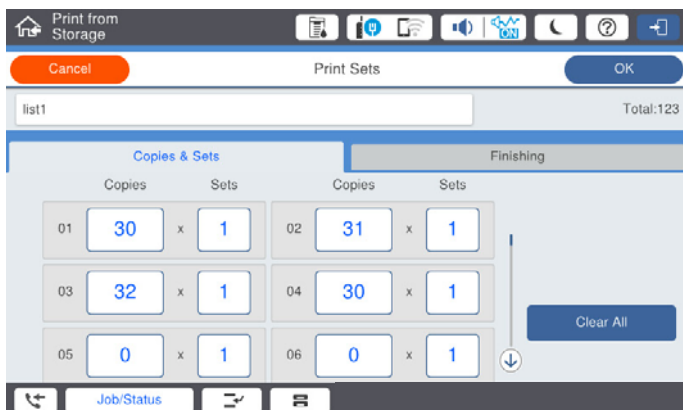 Print from
Storage
ON
Cancel
Print Sets
OK
list1
Total:123
Copies & Sets
Finishing
Copies Sets Copies Sets
01 30 x 1 02 31 x 1
03 32 x 1 04 30 x 1
Clear All
05 0 x 1 06 0 x 1
Job/Status